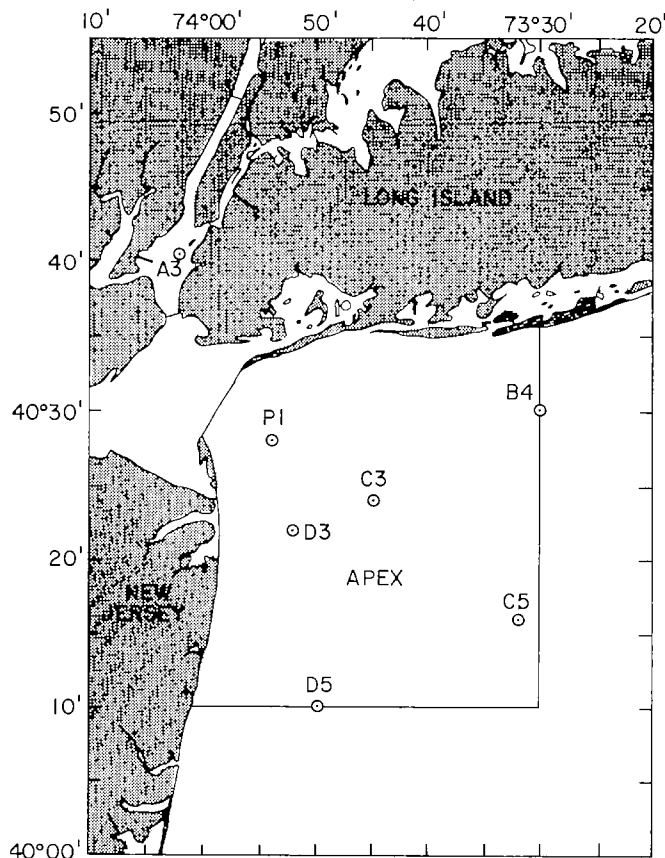 10' 74°00' 50' 40' 73°30' 20'
50'
LONG ISLAND
40'
A3
B4
40°30'
P1
C3
20'
D3
APEX
NEW
JERSEY
C5
10'
D5
40°00'